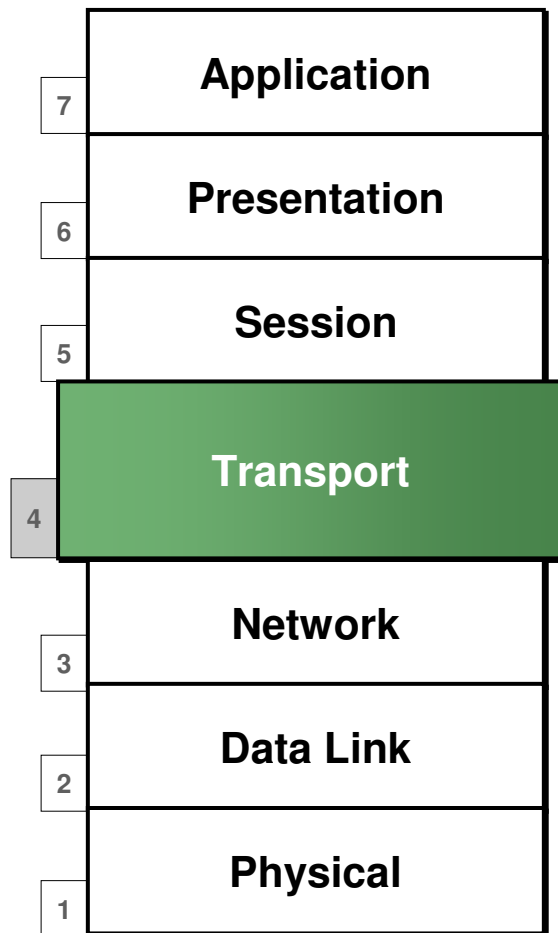 Application
7
Presentation
6
Session
5
Transport
4
Network
3
Data Link
2
Physical
1